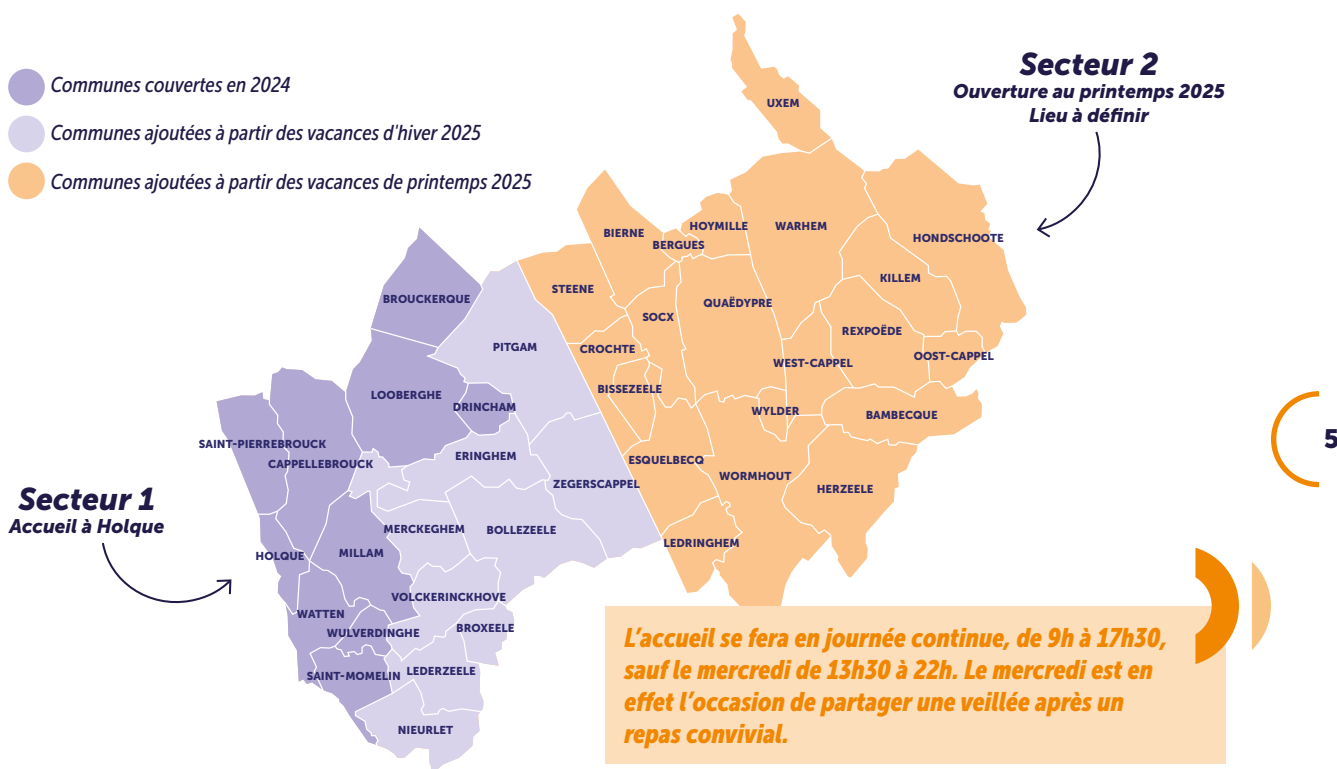 Communes couvertes en 2024
Communes ajoutées à partir des vacances d'hiver 2025
Communes ajoutées à partir des vacances de printemps 2025
Secteur 2
Ouverture au printemps 2025
Lieu à définir
UXEM
HOYMILLE
WARHEM
BIERNE
BERGUES
HONDSCHOOTE
KILLEM
STEENE
BROUCKERQUE
QUAËDYPRE
SOCX
REXPOËDE
PITGAM
CROCHTE
OOST-CAPPEL
WEST-CAPPEL
BISSEZEELE
LOOBERGHE
DRINCHAM
WYLDER
BAMBECQUE
SAINT-PIERREBROUCK
ERINGHEM
ESQUELBECQ
CAPPELLEBROUCK
WORMHOUT
ZEGERSCAPPEL
HERZEELE
5
Secteur 1
Accueil à Holque
MERCKEGHEM
BOLLEZEELE
LEDRINGHEM
HOLQUE
MILLAM
VOLCKERINCKHOVE
WATTEN
WULVERDINGHE
BROXEELE
SAINT-MOMELIN
LEDERZEELE
NIEURLET
L'accueil se fera en journée continue, de 9h à 17h30,
sauf le mercredi de 13h30 à 22h. Le mercredi est en
effet l'occasion de partager une veillée après un
repas convivial.